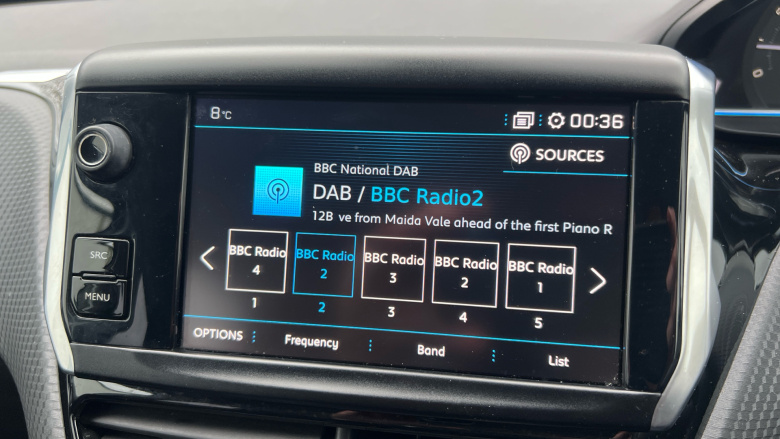 8°C
00:36
SOURCES
BBC National DAB
DAB / BBC Radio2
12B ve from Maida Vale ahead of the first Piano R
BBC Radio 4
BBC Radio 2
BBC Radio 3
BBC Radio 2
BBC Radio 1
1
2
3
4
5
OPTIONS
Frequency
Band
List
SRC
MENU
0